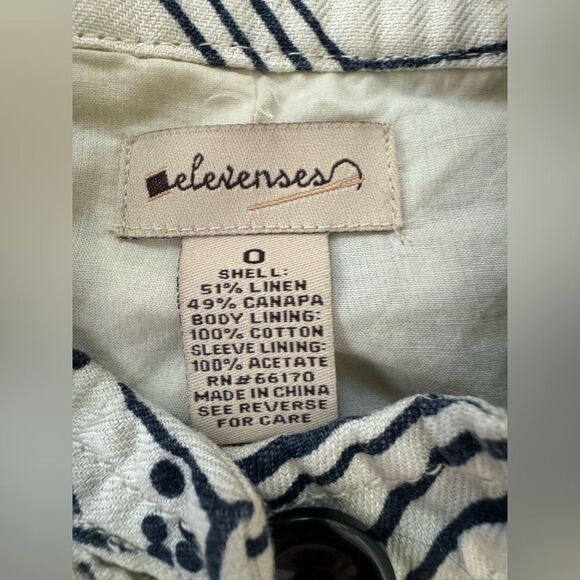 elevenses
0
SHELL:
51% LINEN
49% CANAPA
BODY LINING:
100% COTTON
SLEEVE LINING:
100% ACETATE
RN#66170
MADE IN CHINA
SEE REVERSE
FOR CARE